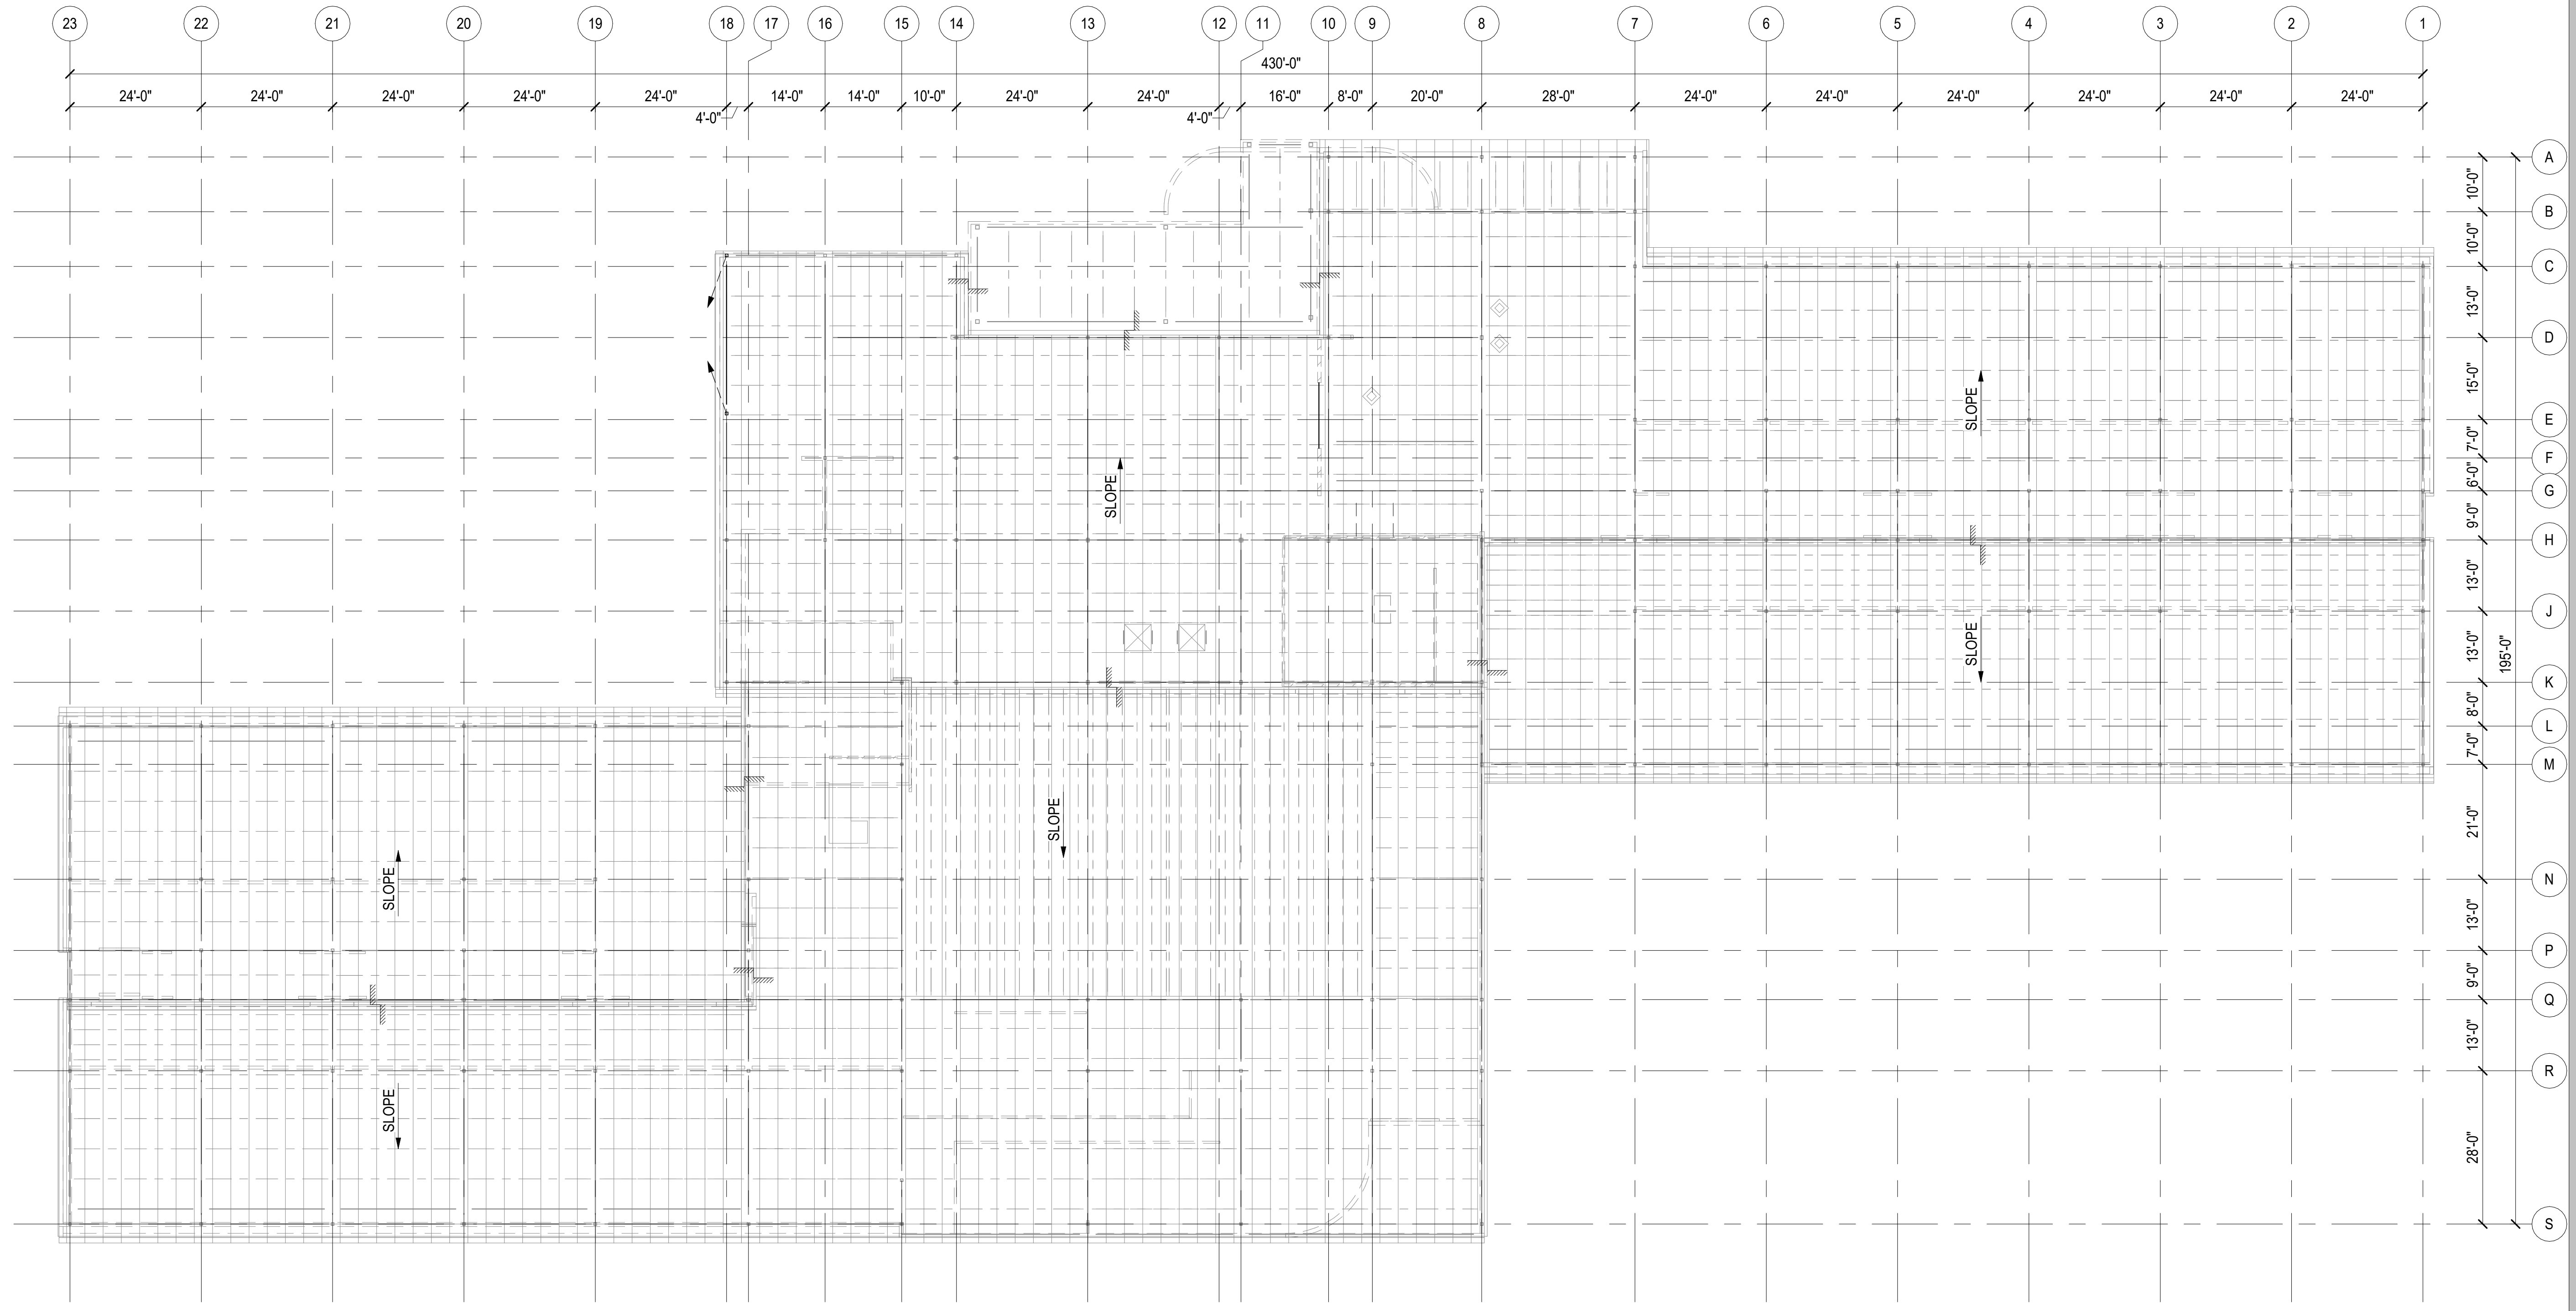 23 22 21 20 19 18 17 16 15 14 13 12 11 10 9 8 7 6 5 4 3 2 1
430'-0"
24'-0" 24'-0" 24'-0" 24'-0" 24'-0" 14'-0" 14'-0" 10'-0" 24'-0" 24'-0" 16'-0" 8'-0" 20'-0" 28'-0" 24'-0" 24'-0" 24'-0" 24'-0" 24'-0" 24'-0"
4'-0" 4'-0"
A
10'-0"
B
10'-0"
C
13'-0"
D
15'-0"
SLOPE
E
7'-0"
F
6'-0"
SLOPE
G
9'-0"
H
13'-0"
J
13'-0"
SLOPE
195'-0"
K
8'-0"
L
7'-0"
M
SLOPE
21'-0"
N
SLOPE
13'-0"
P
9'-0"
Q
13'-0"
R
SLOPE
28'-0"
S